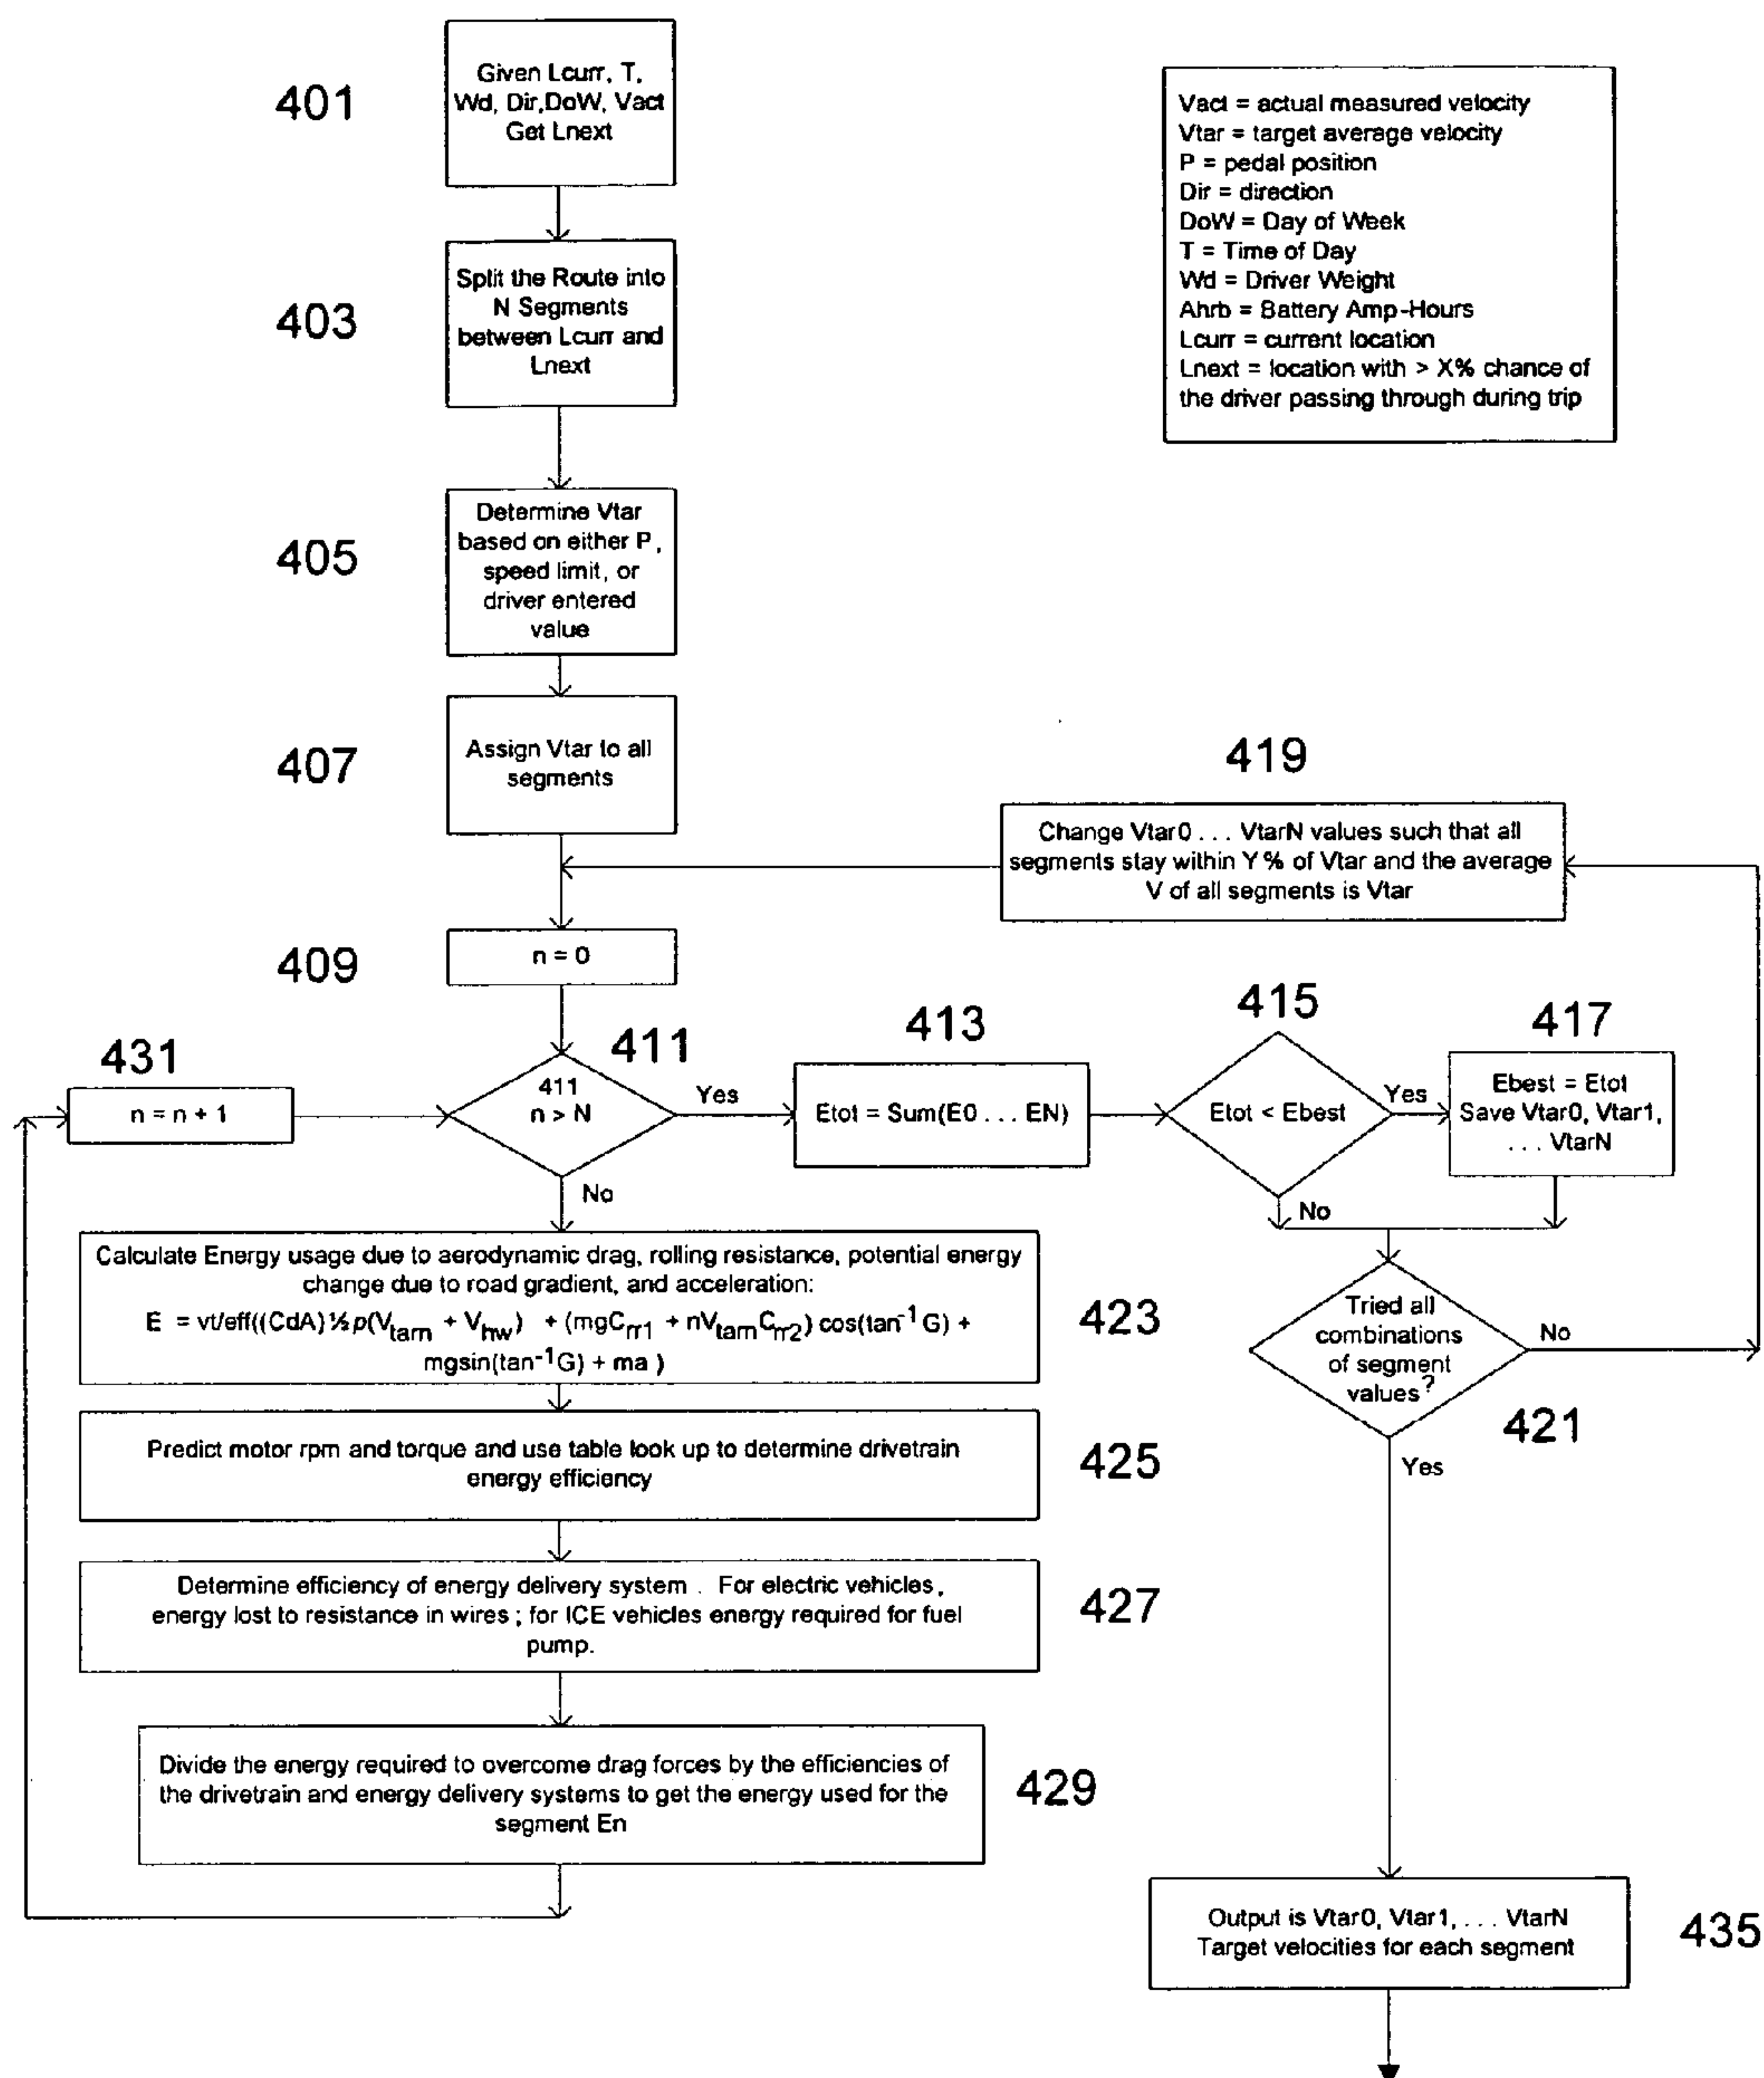 401
Given Lcurr, T,
Wd, Dir,DoW, Vact
Get Lnext
Vact = actual measured velocity
Vtar = target average velocity
P = pedal position
Dir = direction
DoW = Day of Week
T = Time of Day
Wd = Driver Weight
Ahrb = Battery Amp-Hours
Lcurr = current location
Lnext = location with > X% chance of
the driver passing through during trip
403
Split the Route into
N Segments
between Lcurr and
Lnext
405
Determine Vtar
based on either P,
speed limit, or
driver entered
value
407
Assign Vtar to all
segments
419
Change Vtar0 . . . VtarN values such that all
segments stay within Y% of Vtar and the average
V of all segments is Vtar
409
n = 0
431
n = n + 1
411
411
n > N
Yes
No
413
Etot = Sum(E0 . . . EN)
415
Etot < Ebest
Yes
No
417
Ebest = Etot
Save Vtar0, Vtar1,
. . . VtarN
Calculate Energy usage due to aerodynamic drag, rolling resistance, potential energy
change due to road gradient, and acceleration:
E = vt/eff((CdA) ½ρ(Vtarn + Vhw) + (mgCrr1 + nVtarnCrr2) cos(tan-1 G) +
mgsin(tan-1G) + ma )
423
Tried all
combinations
of segment
values?
No
421
Yes
Predict motor rpm and torque and use table look up to determine drivetrain
energy efficiency
425
Determine efficiency of energy delivery system . For electric vehicles,
energy lost to resistance in wires ; for ICE vehicles energy required for fuel
pump.
427
Divide the energy required to overcome drag forces by the efficiencies of
the drivetrain and energy delivery systems to get the energy used for the
segment En
429
Output is Vtar0, Vtar1, . . . VtarN
Target velocities for each segment
435